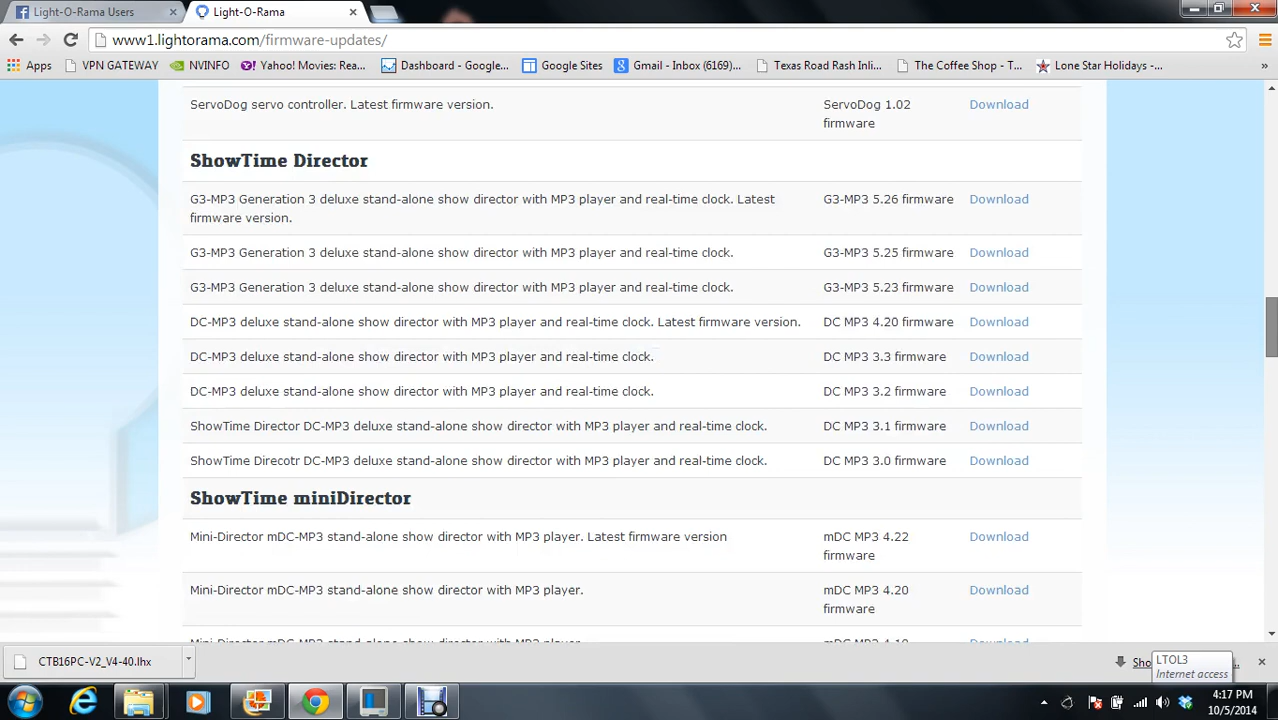 Light-O-Rama Users
Light-O-Rama
www1.lightorama.com/firmware-updates/
Apps
VPN GATEWAY
NVINFO
Yahoo! Movies: Rea...
Dashboard - Google...
Google Sites
Gmail - Inbox (6169)...
Texas Road Rash Inli...
The Coffee Shop - T...
Lone Star Holidays -...
»
ServoDog servo controller. Latest firmware version.
ServoDog 1.02
firmware
Download
ShowTime Director
G3-MP3 Generation 3 deluxe stand-alone show director with MP3 player and real-time clock. Latest
firmware version.
G3-MP3 5.26 firmware
Download
G3-MP3 Generation 3 deluxe stand-alone show director with MP3 player and real-time clock.
G3-MP3 5.25 firmware
Download
G3-MP3 Generation 3 deluxe stand-alone show director with MP3 player and real-time clock.
G3-MP3 5.23 firmware
Download
DC-MP3 deluxe stand-alone show director with MP3 player and real-time clock. Latest firmware version.
DC MP3 4.20 firmware
Download
DC-MP3 deluxe stand-alone show director with MP3 player and real-time clock.
DC MP3 3.3 firmware
Download
DC-MP3 deluxe stand-alone show director with MP3 player and real-time clock.
DC MP3 3.2 firmware
Download
ShowTime Director DC-MP3 deluxe stand-alone show director with MP3 player and real-time clock.
DC MP3 3.1 firmware
Download
ShowTime Direcotr DC-MP3 deluxe stand-alone show director with MP3 player and real-time clock.
DC MP3 3.0 firmware
Download
ShowTime miniDirector
Mini-Director mDC-MP3 stand-alone show director with MP3 player. Latest firmware version
mDC MP3 4.22
firmware
Download
Mini-Director mDC-MP3 stand-alone show director with MP3 player.
mDC MP3 4.20
firmware
Download
Mini-Director mDC-MP3 stand-alone show director with MP3 player.
CTB16PC-V2_V4-40.lhx
Sho
LTOL3
Internet access
4:17 PM
10/5/2014